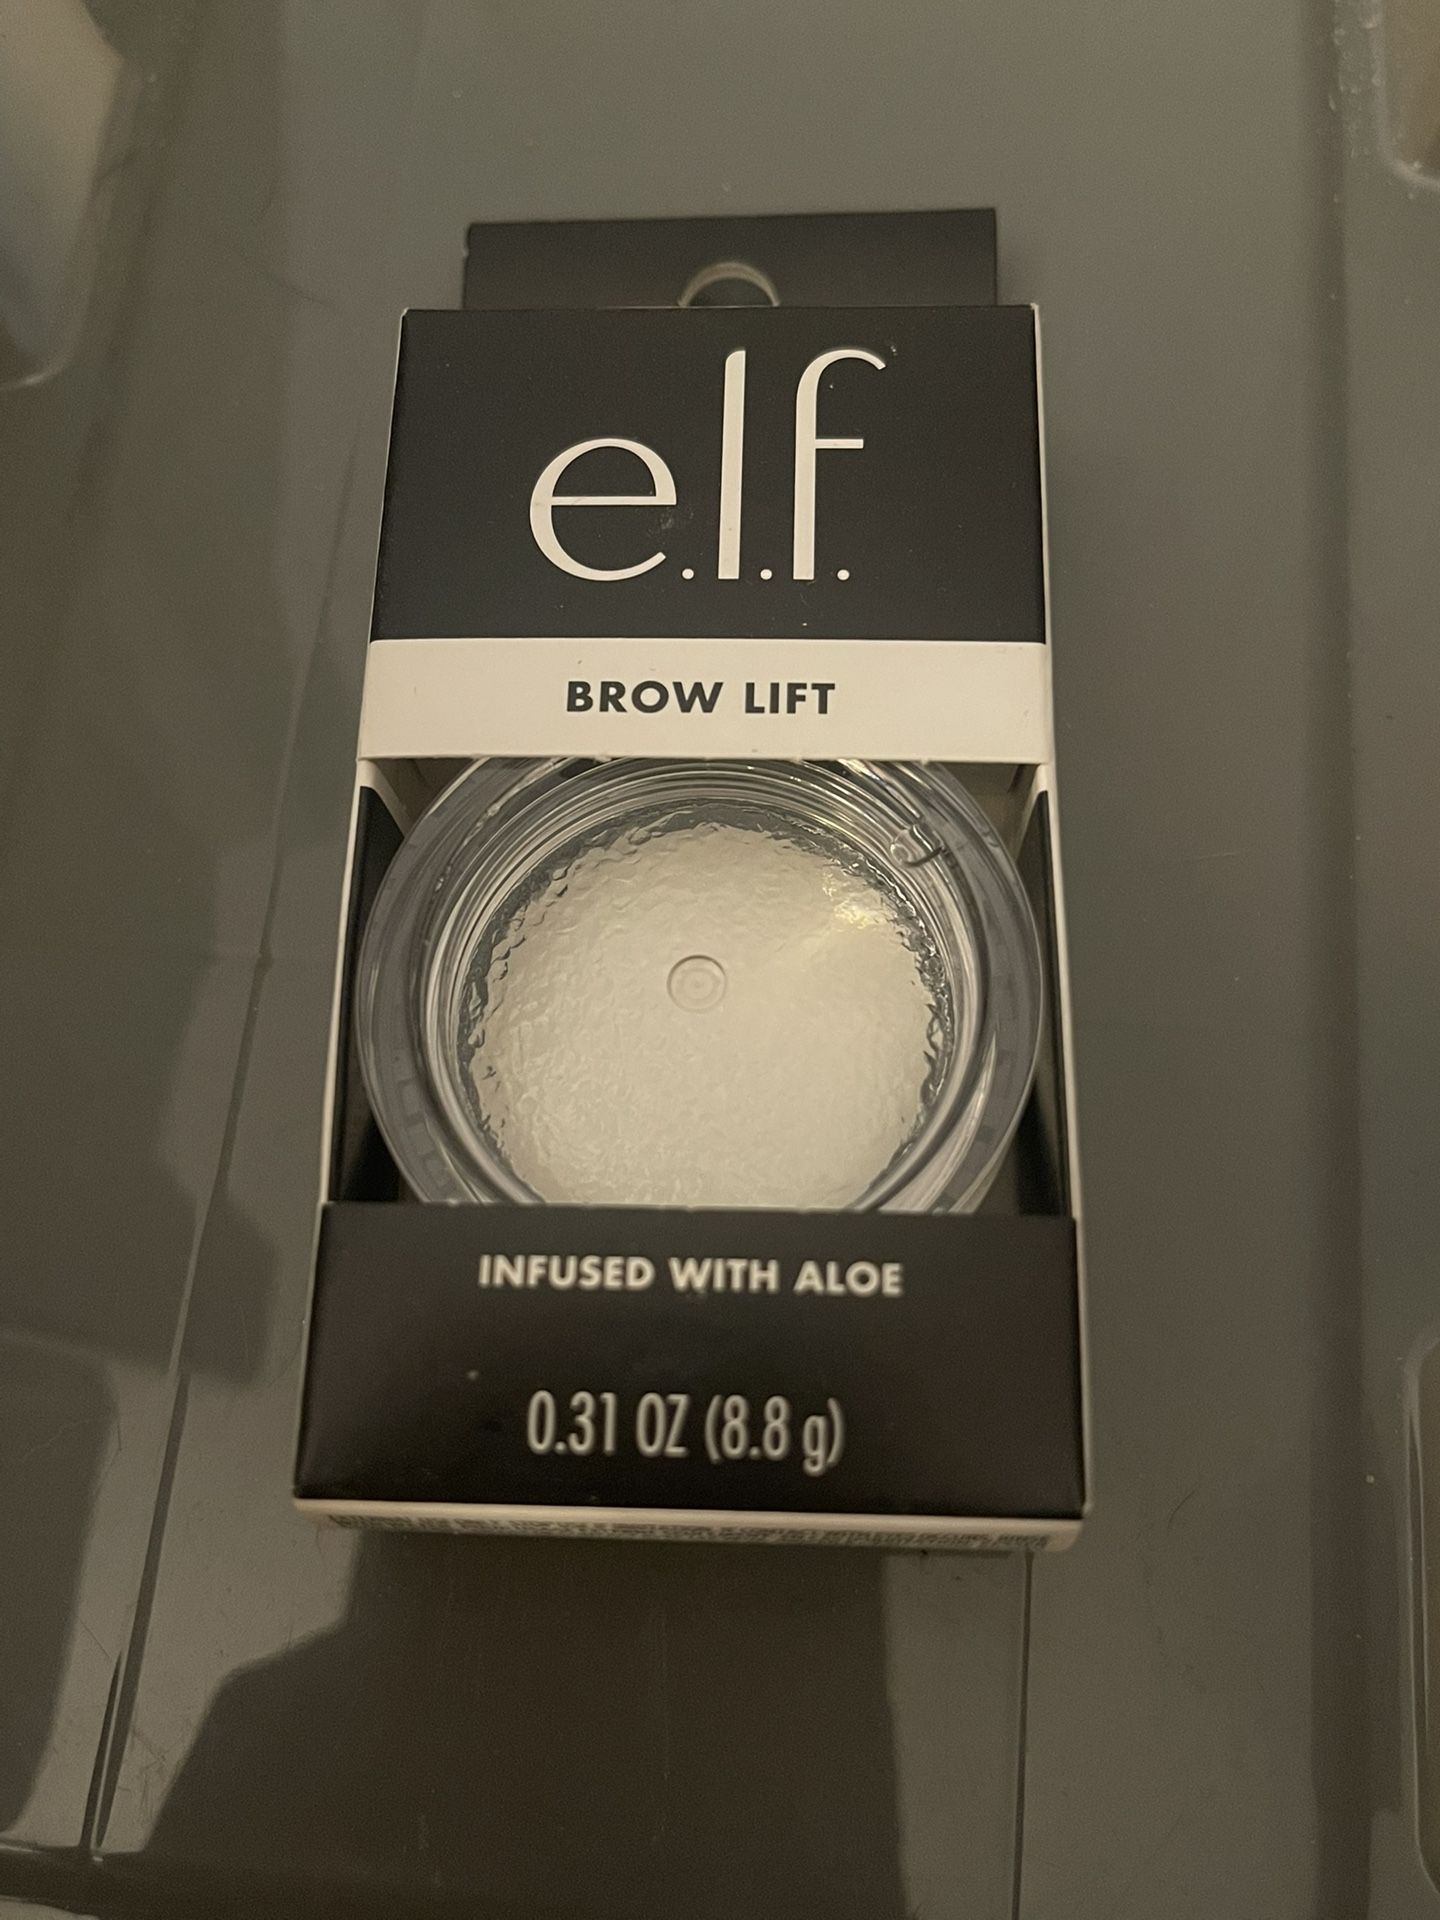 e.l.f.
BROW LIFT
INFUSED WITH ALOE
0.31 OZ (8.8 g)